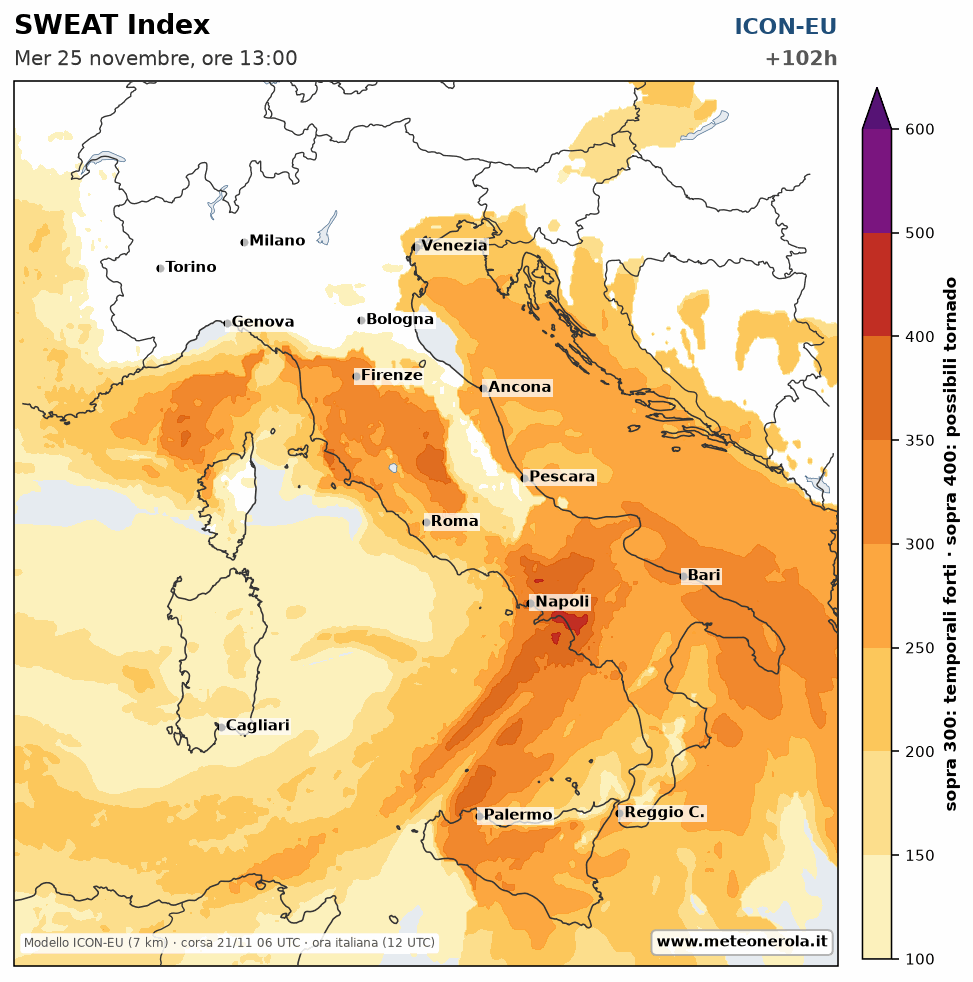 SWEAT Index
ICON-EU
Mer 25 novembre, ore 13:00
+102h
600
500
400
350
300
250
200
150
100
sopra 300: temporali forti · sopra 400: possibili tornado
Venezia
Milano
Torino
Genova
Bologna
Firenze
Ancona
Pescara
Roma
Bari
Napoli
Cagliari
Palermo
Reggio C.
Modello ICON-EU (7 km) · corsa 21/11 06 UTC · ora italiana (12 UTC)
www.meteonerola.it